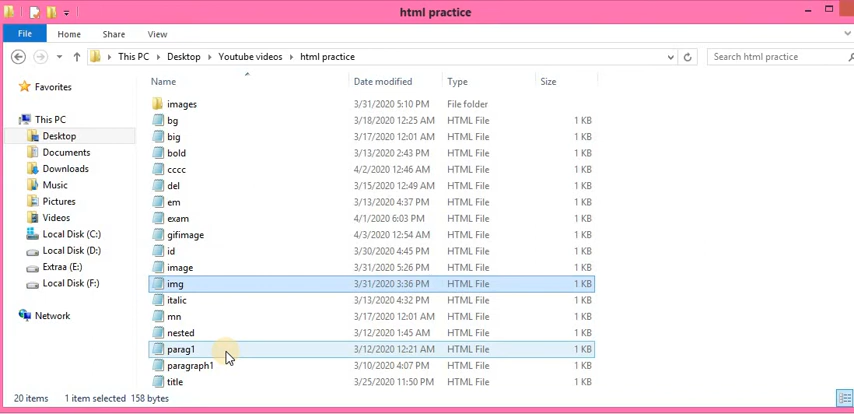 html practice
File Home Share View
This PC Desktop Youtube videos html practice Search html practice
Name Date modified Type Size
Favorites
This PC
Desktop
Documents
Downloads
Music
Pictures
Videos
Local Disk (C:)
Local Disk (D:)
Extraa (E:)
Local Disk (F:)
Network
images 3/31/2020 5:10 PM File folder
bg 3/18/2020 12:25 AM HTML File 1 KB
big 3/17/2020 12:01 AM HTML File 1 KB
bold 3/13/2020 2:43 PM HTML File 1 KB
cccc 4/2/2020 12:46 AM HTML File 1 KB
del 3/15/2020 12:49 AM HTML File 1 KB
em 3/13/2020 4:37 PM HTML File 1 KB
exam 4/1/2020 6:03 PM HTML File 1 KB
gifimage 4/3/2020 12:54 AM HTML File 1 KB
id 3/30/2020 4:45 PM HTML File 1 KB
image 3/31/2020 5:26 PM HTML File 1 KB
img 3/31/2020 3:36 PM HTML File 1 KB
italic 3/13/2020 4:32 PM HTML File 1 KB
mn 3/17/2020 12:01 AM HTML File 1 KB
nested 3/12/2020 1:45 AM HTML File 1 KB
parag1 3/12/2020 12:21 AM HTML File 1 KB
paragraph1 3/10/2020 4:07 PM HTML File 1 KB
title 3/25/2020 11:50 PM HTML File 1 KB
20 items 1 item selected 158 bytes